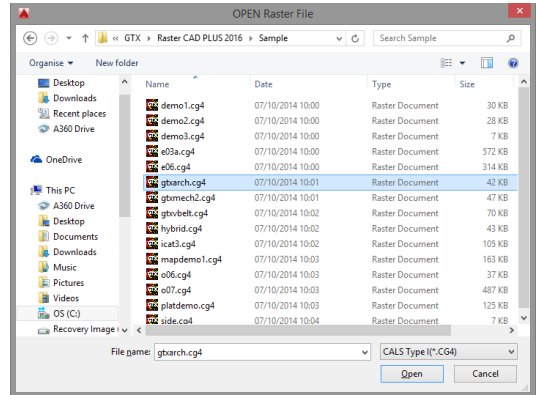 OPEN Raster File
« GTX › Raster CAD PLUS 2016 › Sample
Search Sample
Organise
New folder
Name Date Type Size
Desktop
Downloads
Recent places
A360 Drive
OneDrive
This PC
A360 Drive
Desktop
Documents
Downloads
Music
Pictures
Videos
OS (C:)
Recovery Image
demo1.cg4 07/10/2014 10:00 Raster Document 30 KB
demo2.cg4 07/10/2014 10:00 Raster Document 28 KB
demo3.cg4 07/10/2014 10:00 Raster Document 7 KB
e03a.cg4 07/10/2014 10:00 Raster Document 572 KB
e06.cg4 07/10/2014 10:00 Raster Document 314 KB
gtxarch.cg4 07/10/2014 10:01 Raster Document 42 KB
gtxmech2.cg4 07/10/2014 10:01 Raster Document 47 KB
gtxvbelt.cg4 07/10/2014 10:02 Raster Document 70 KB
hybrid.cg4 07/10/2014 10:02 Raster Document 43 KB
icat3.cg4 07/10/2014 10:02 Raster Document 105 KB
mapdemo1.cg4 07/10/2014 10:03 Raster Document 163 KB
o06.cg4 07/10/2014 10:03 Raster Document 37 KB
o07.cg4 07/10/2014 10:03 Raster Document 487 KB
platdemo.cg4 07/10/2014 10:03 Raster Document 125 KB
side.cg4 07/10/2014 10:04 Raster Document 7 KB
File name: gtxarch.cg4
CALS Type I(*.CG4)
Open
Cancel